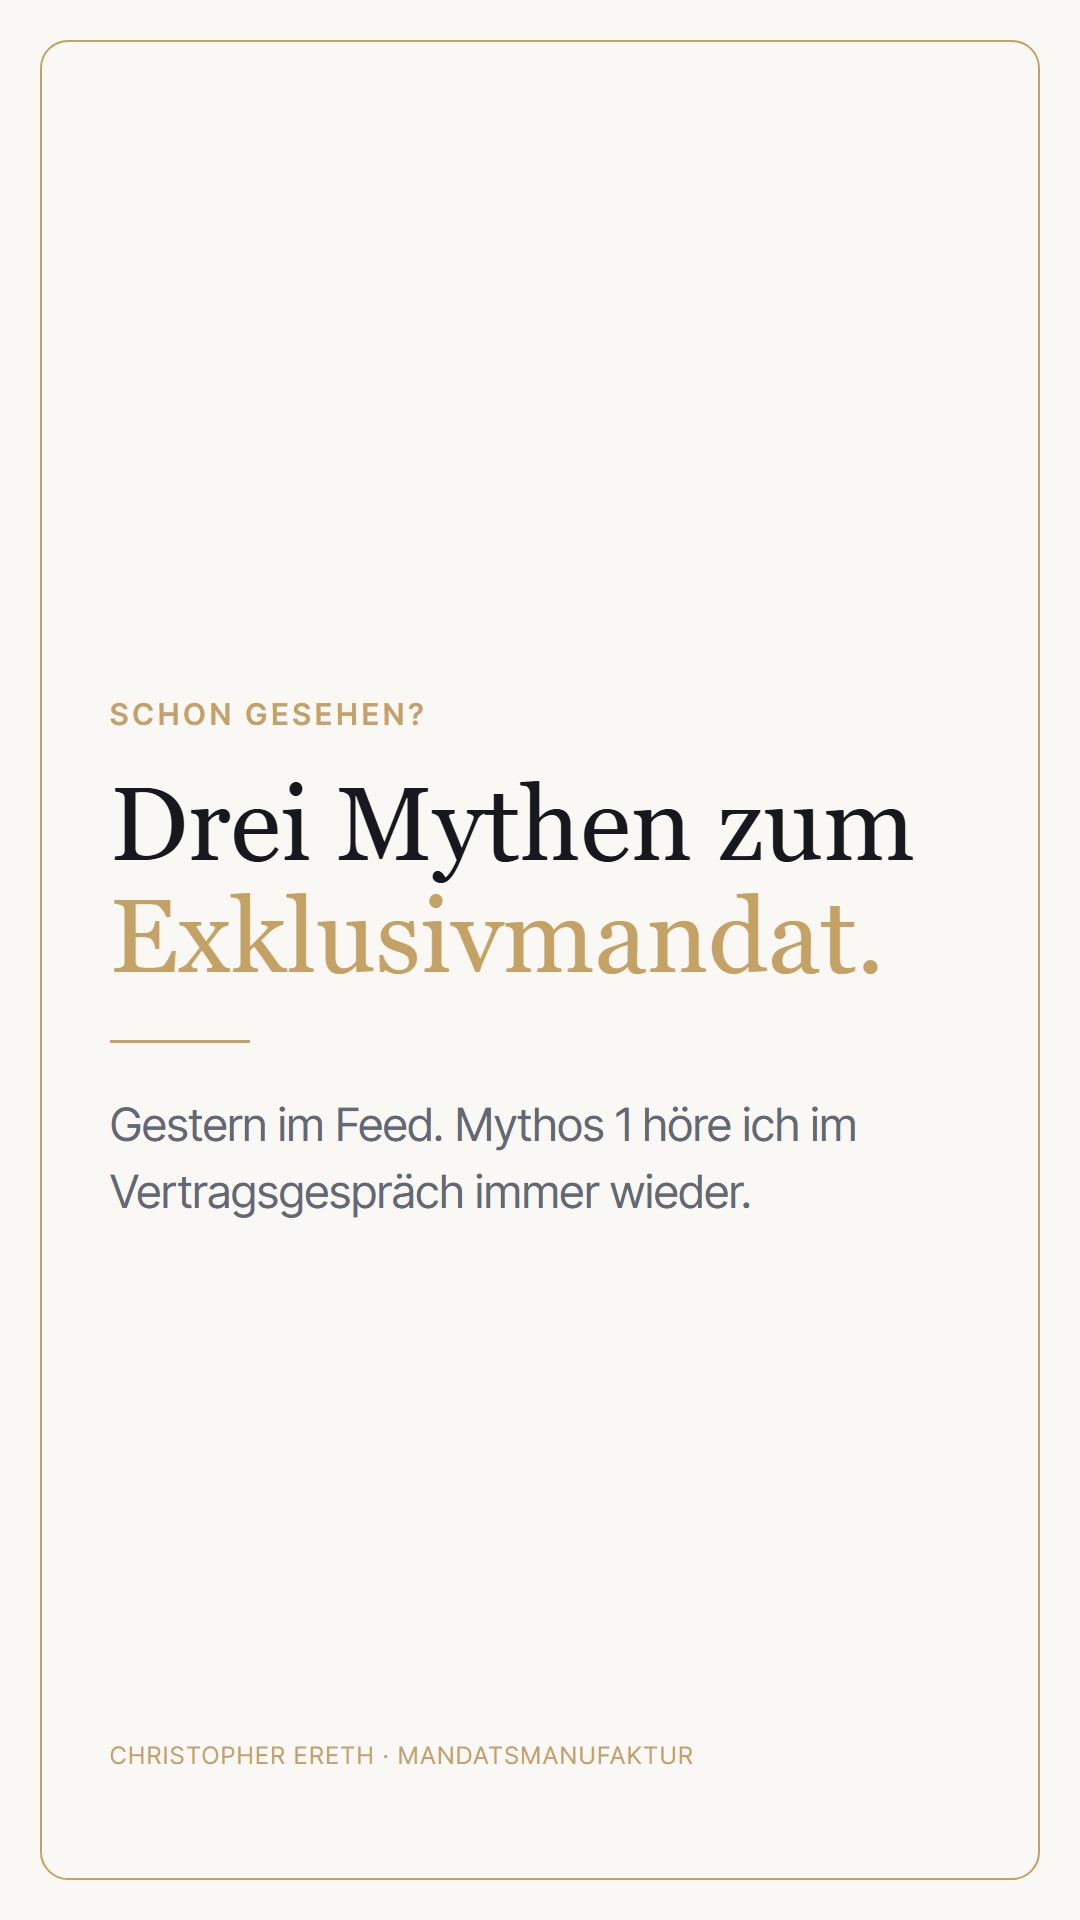 SCHON GESEHEN?
Drei Mythen zum
Exklusivmandat.
Gestern im Feed. Mythos 1 höre ich im
Vertragsgespräch immer wieder.
CHRISTOPHER ERETH · MANDATSMANUFAKTUR